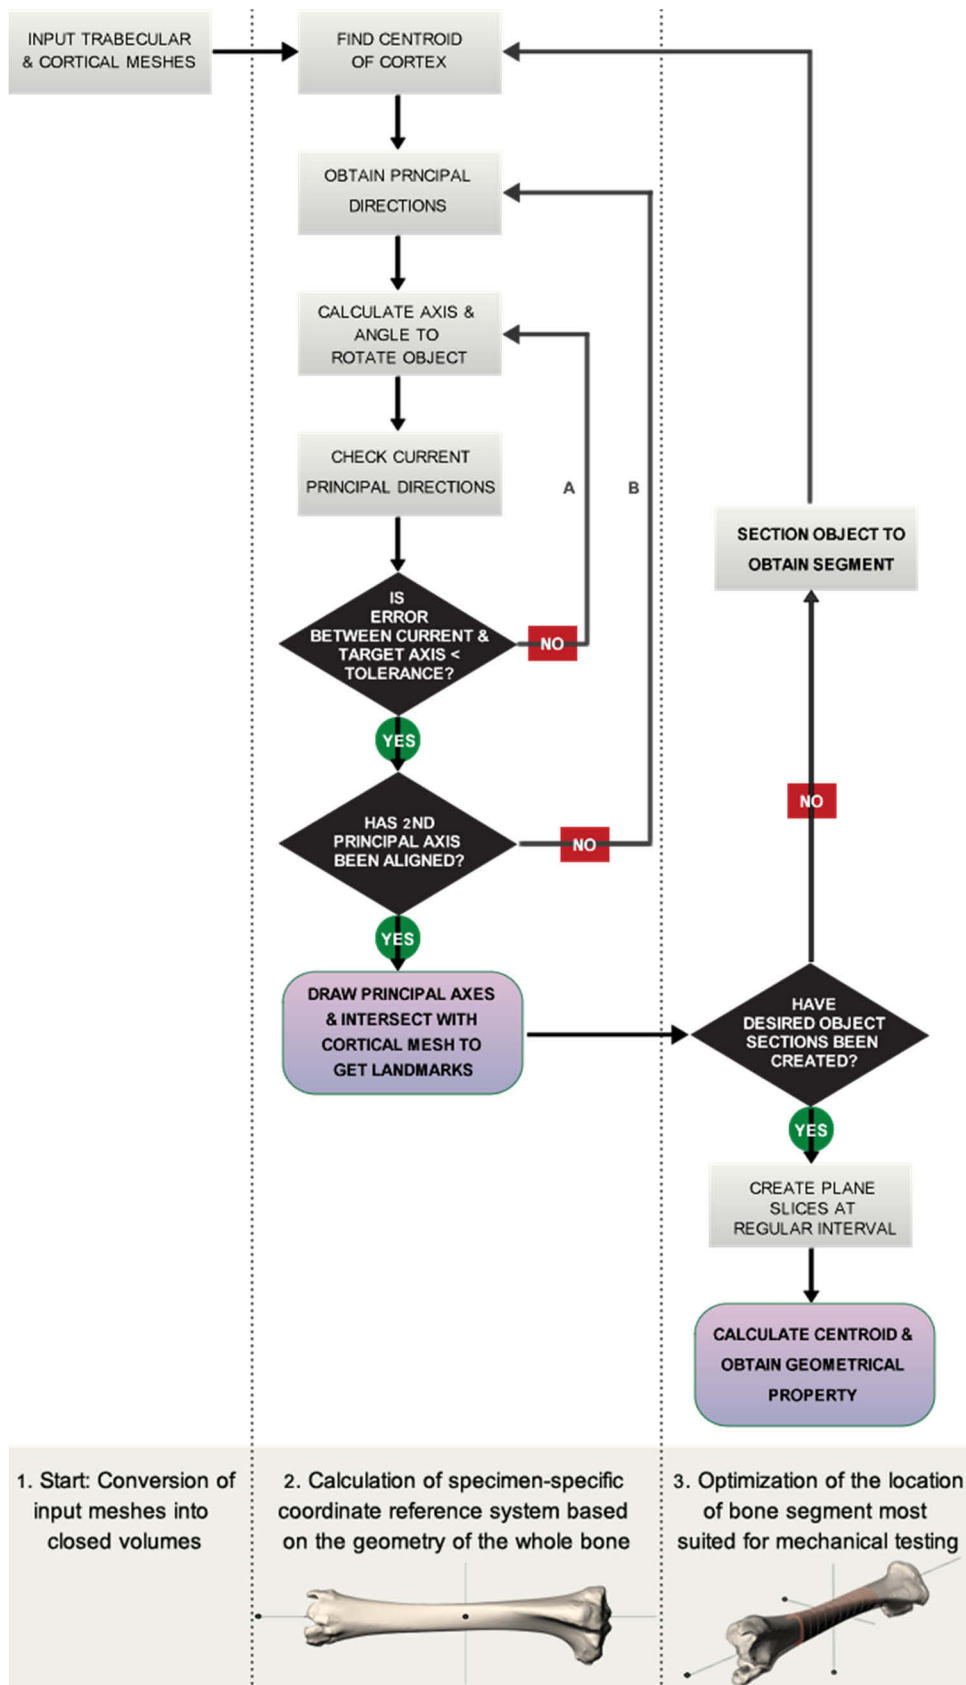 INPUT TRABECULAR
& CORTICAL MESHES
FIND CENTROID
OF CORTEX
OBTAIN PRNCIPAL
DIRECTIONS
CALCULATE AXIS &
ANGLE TO
ROTATE OBJECT
CHECK CURRENT
PRINCIPAL DIRECTIONS
A
B
IS
ERROR
BETWEEN CURRENT &
TARGET AXIS <
TOLERANCE?
NO
YES
HAS 2ND
PRINCIPAL AXIS
BEEN ALIGNED?
NO
YES
DRAW PRINCIPAL AXES
& INTERSECT WITH
CORTICAL MESH TO
GET LANDMARKS
SECTION OBJECT TO
OBTAIN SEGMENT
NO
HAVE
DESIRED OBJECT
SECTIONS BEEN
CREATED?
YES
CREATE PLANE
SLICES AT
REGULAR INTERVAL
CALCULATE CENTROID &
OBTAIN GEOMETRICAL
PROPERTY
1. Start: Conversion of
input meshes into
closed volumes
2. Calculation of specimen-specific
coordinate reference system based
on the geometry of the whole bone
3. Optimization of the location
of bone segment most
suited for mechanical testing